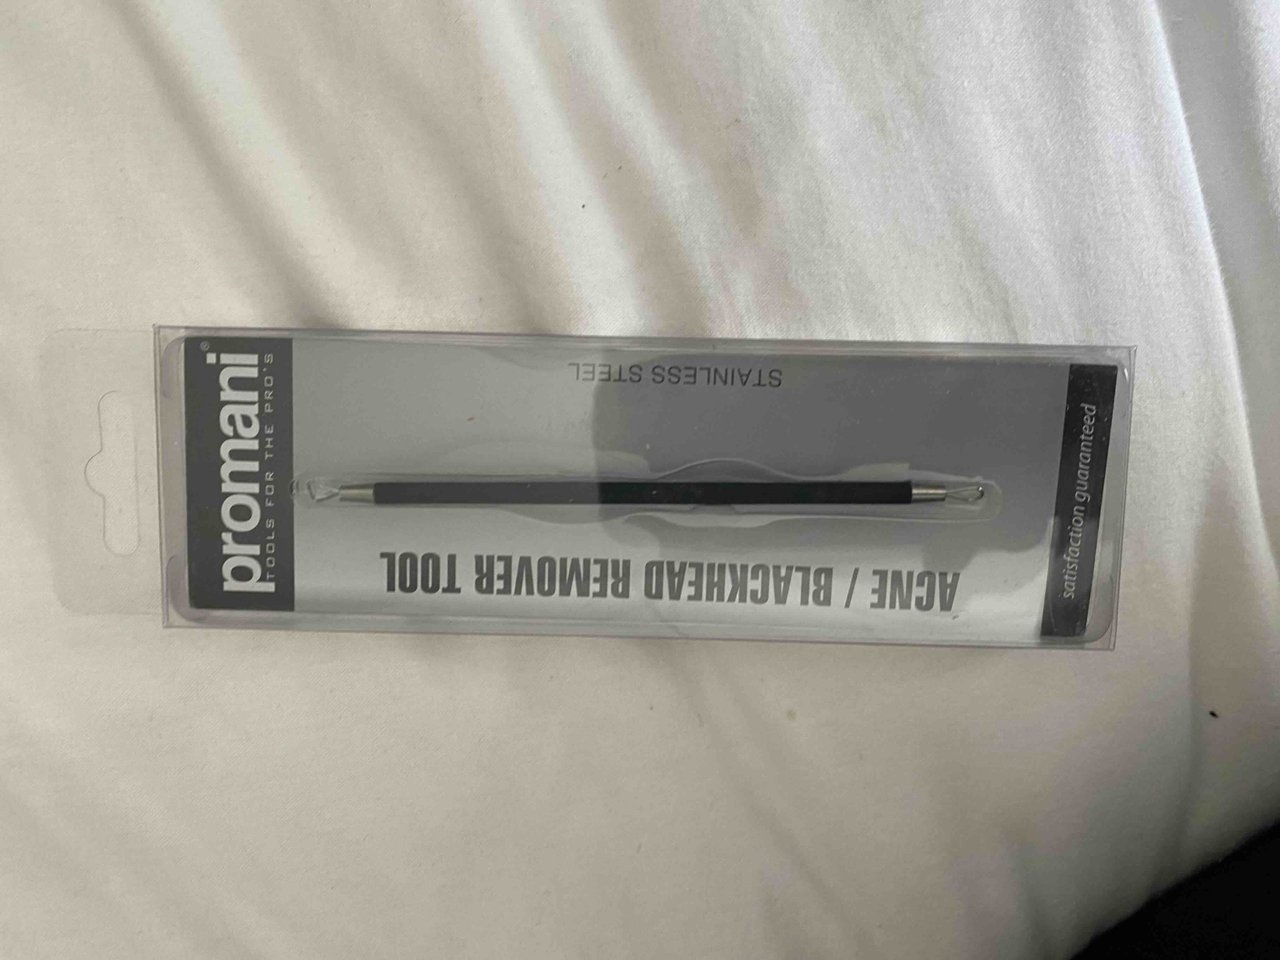 promani®
TOOLS FOR THE PRO'S
STAINLESS STEEL
ACNE / BLACKHEAD REMOVER TOOL
satisfaction guaranteed